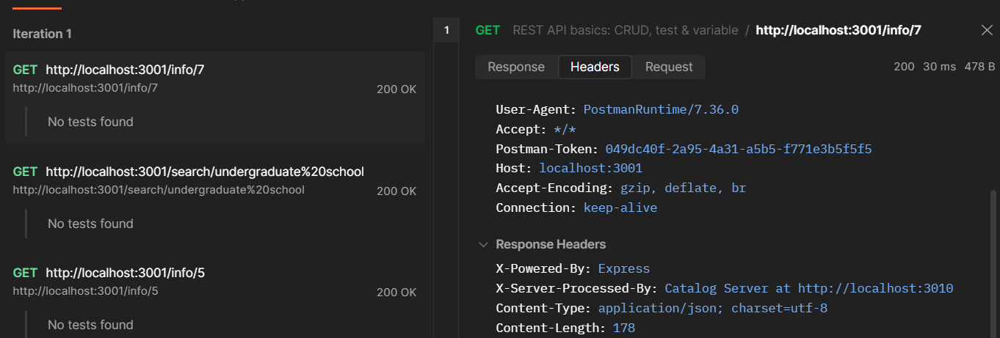 Iteration 1
GET http://localhost:3001/info/7
http://localhost:3001/info/7
200 OK
No tests found
GET http://localhost:3001/search/undergraduate%20school
http://localhost:3001/search/undergraduate%20school
200 OK
No tests found
GET http://localhost:3001/info/5
http://localhost:3001/info/5
200 OK
No tests found
1
GET REST API basics: CRUD, test & variable / http://localhost:3001/info/7
Response Headers Request 200 30 ms 478 B
User-Agent: PostmanRuntime/7.36.0
Accept: */*
Postman-Token: 049dc40f-2a95-4a31-a5b5-f771e3b5f5f5
Host: localhost:3001
Accept-Encoding: gzip, deflate, br
Connection: keep-alive
Response Headers
X-Powered-By: Express
X-Server-Processed-By: Catalog Server at http://localhost:3010
Content-Type: application/json; charset=utf-8
Content-Length: 178